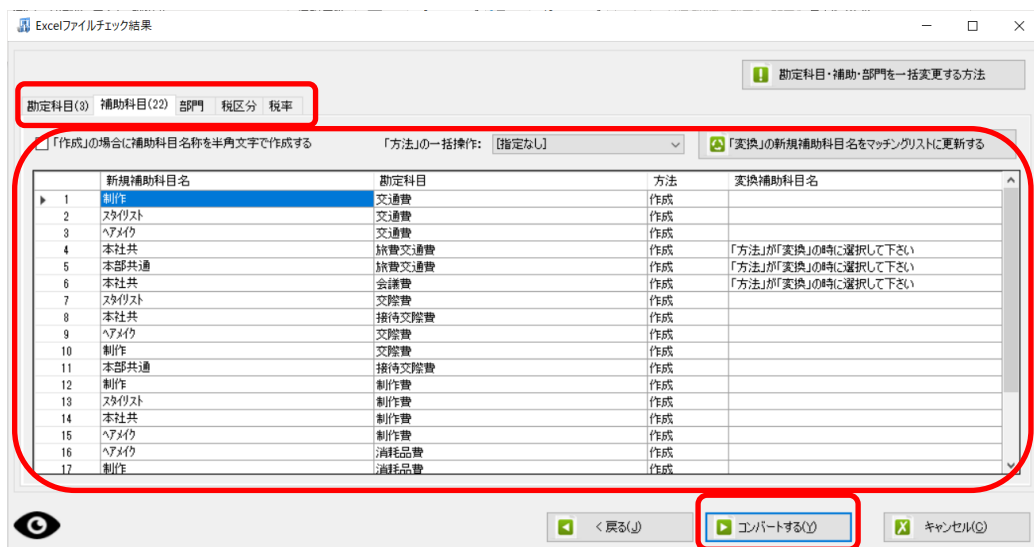 Excelファイルチェック結果
勘定科目・補助・部門を一括変更する方法
勘定科目(3) 補助科目(22) 部門 税区分 税率
「作成」の場合に補助科目名称を半角文字で作成する 「方法」の一括操作: [指定なし] 「変換」の新規補助科目名をマッチングリストに更新する
新規補助科目名 勘定科目 方法 変換補助科目名
1 制作 交通費 作成
2 ｽﾀｲﾘｽﾄ 交通費 作成
3 ﾍｱﾒｲｸ 交通費 作成
4 本社共 旅費交通費 作成 「方法」が「変換」の時に選択して下さい
5 本部共通 旅費交通費 作成 「方法」が「変換」の時に選択して下さい
6 本社共 会議費 作成 「方法」が「変換」の時に選択して下さい
7 ｽﾀｲﾘｽﾄ 交際費 作成
8 本社共 接待交際費 作成
9 ﾍｱﾒｲｸ 交際費 作成
10 制作 交際費 作成
11 本部共通 接待交際費 作成
12 制作 制作費 作成
13 ｽﾀｲﾘｽﾄ 制作費 作成
14 本社共 制作費 作成
15 ﾍｱﾒｲｸ 制作費 作成
16 ﾍｱﾒｲｸ 消耗品費 作成
17 制作 消耗品費 作成
< 戻る(J) コンバートする(Y) キャンセル(C)